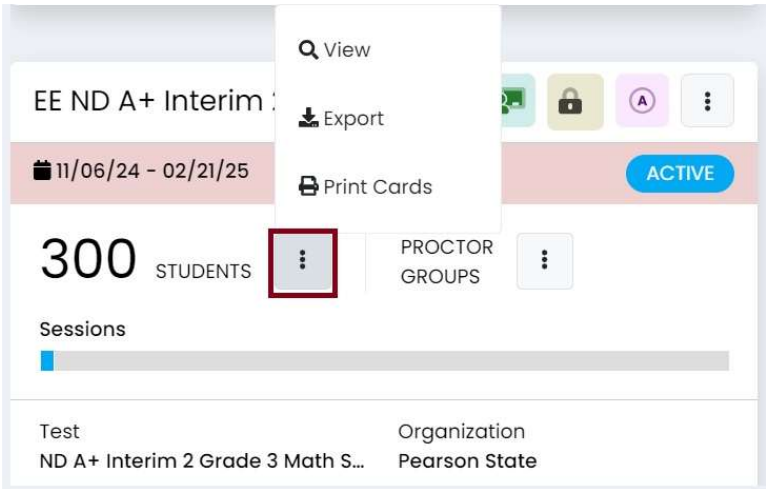 View
Export
Print Cards
EE ND A+ Interim
A
11/06/24 - 02/21/25
ACTIVE
300 STUDENTS
PROCTOR
GROUPS
Sessions
Test
ND A+ Interim 2 Grade 3 Math S...
Organization
Pearson State